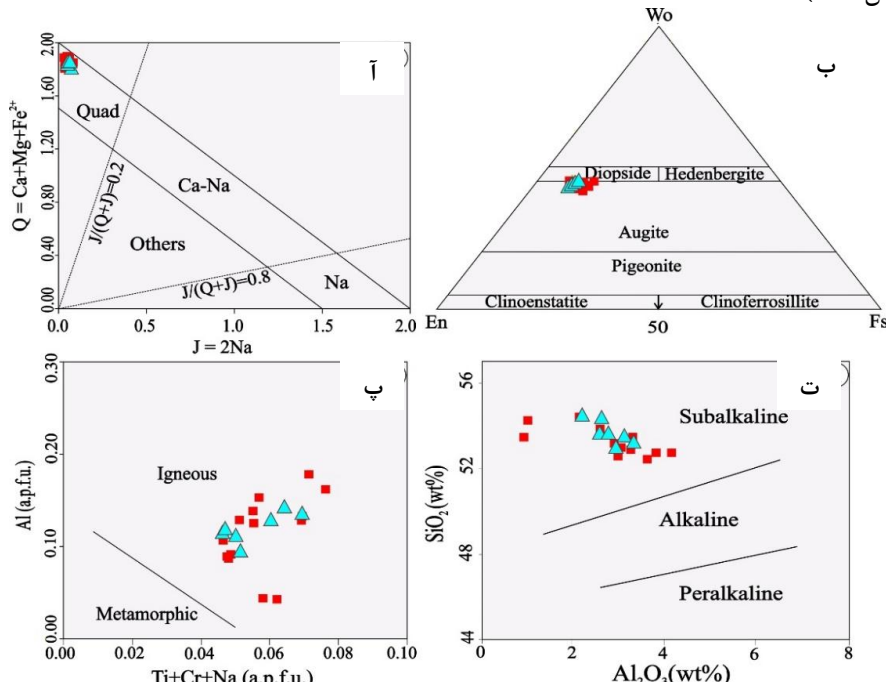 2.00
1.60
1.20
0.80
0.40
0.00
Q = Ca+Mg+Fe²⁺
آ
Quad
J/(Q+J)=0.2
Ca-Na
Others
J/(Q+J)=0.8
Na
0.0 0.5 1.0 1.5 2.0
J = 2Na
Wo
ب
Diopside Hedenbergite
Augite
Pigeonite
Clinoenstatite Clinoferrosillite
En 50 Fs
0.30
0.20
0.10
0.00
Al (a.p.f.u.)
پ
Igneous
Metamorphic
0.00 0.02 0.04 0.06 0.08 0.10
Ti+Cr+Na (a.p.f.u.)
56
52
48
44
SiO₂(wt%)
ت
Subalkaline
Alkaline
Peralkaline
0 2 4 6 8
Al₂O₃(wt%)